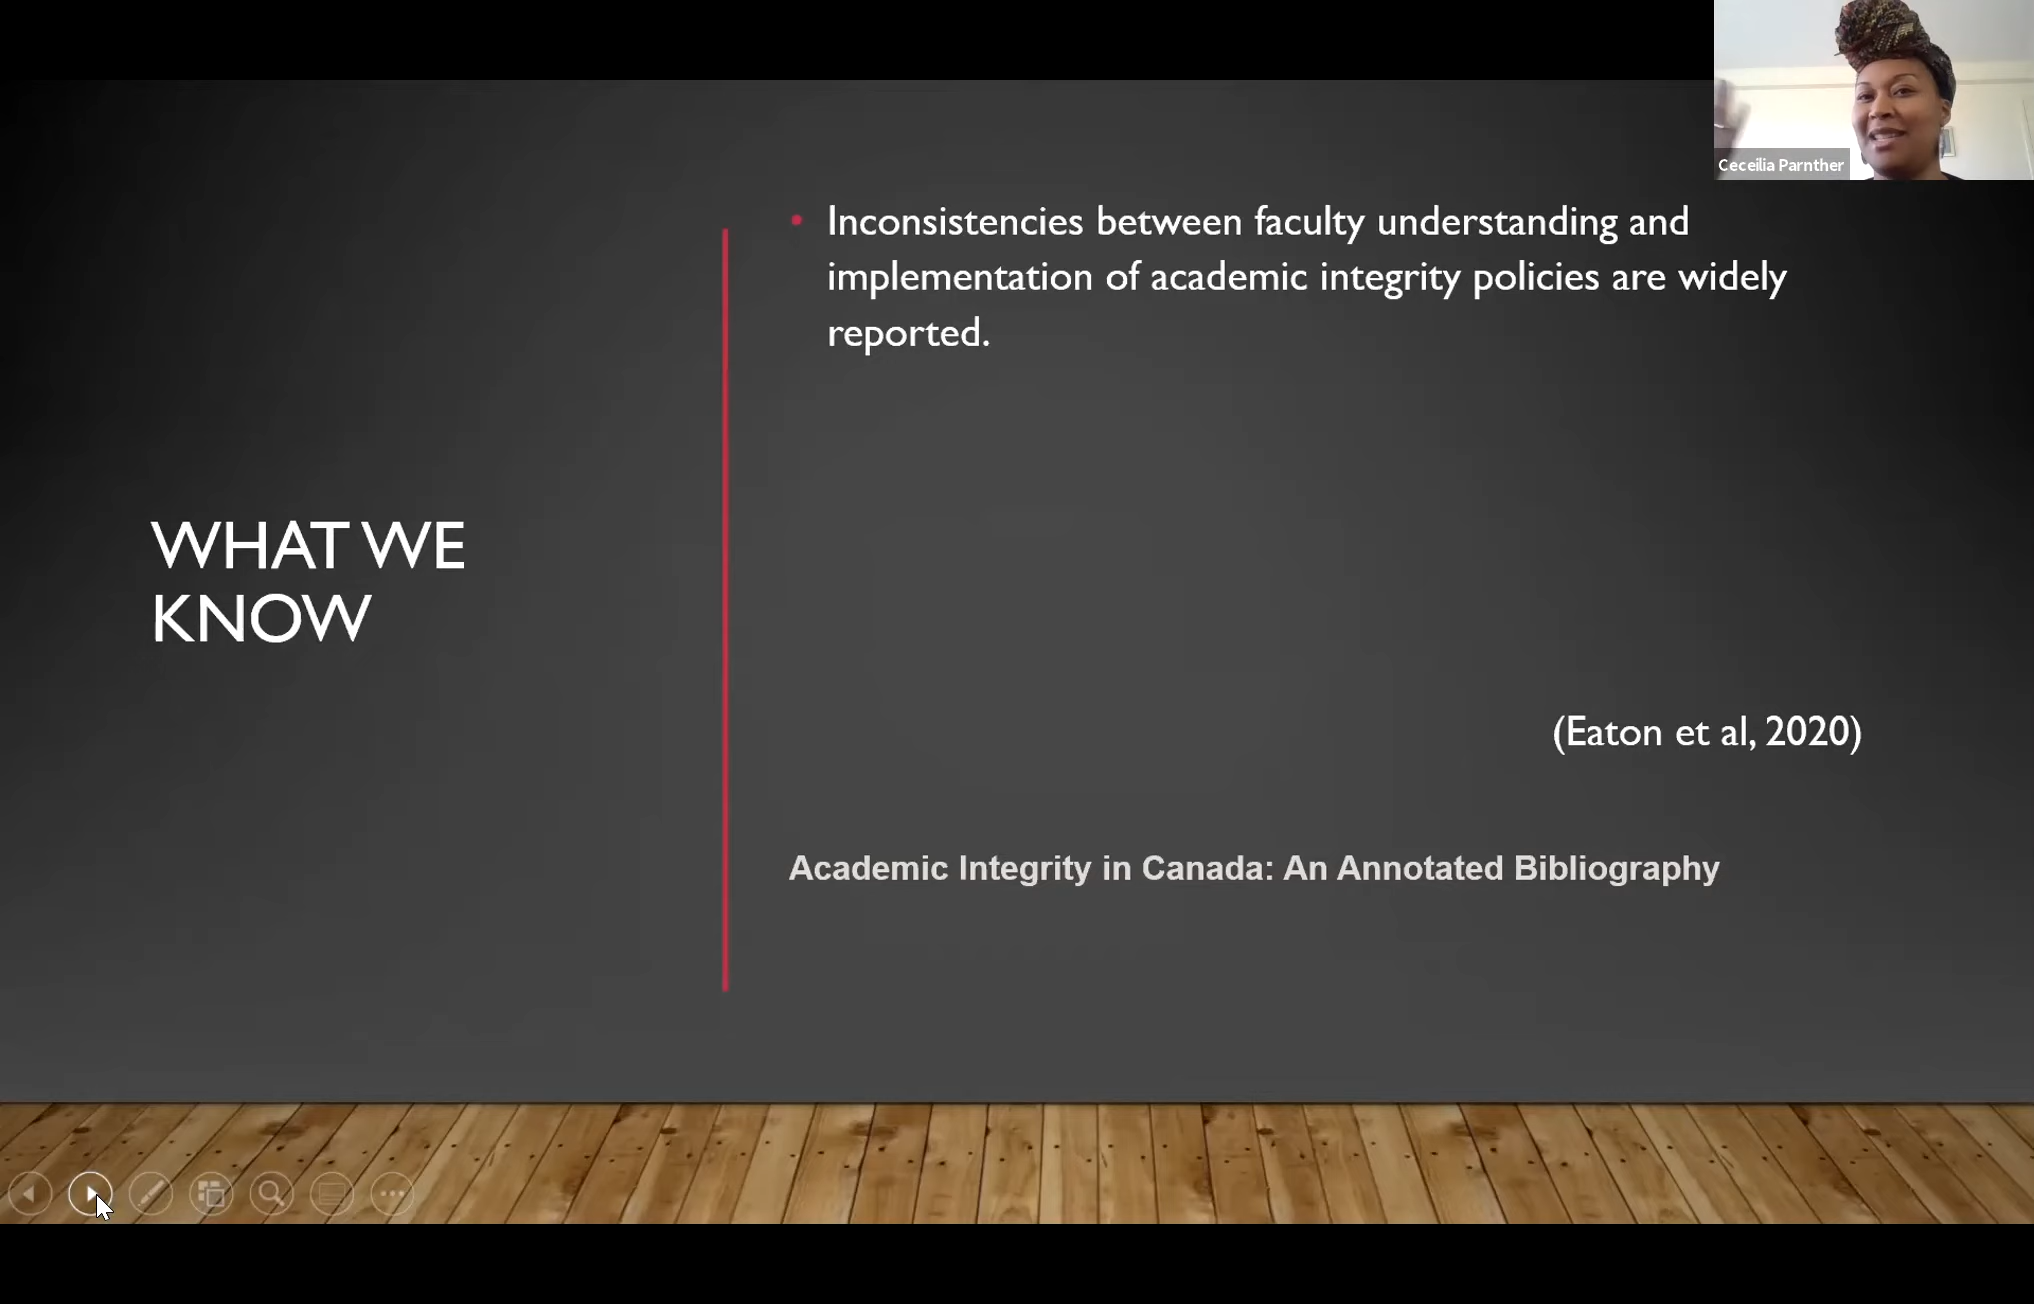 Ceceilia Parnther
• Inconsistencies between faculty understanding and
implementation of academic integrity policies are widely
reported.
WHAT WE
KNOW
(Eaton et al, 2020)
Academic Integrity in Canada: An Annotated Bibliography